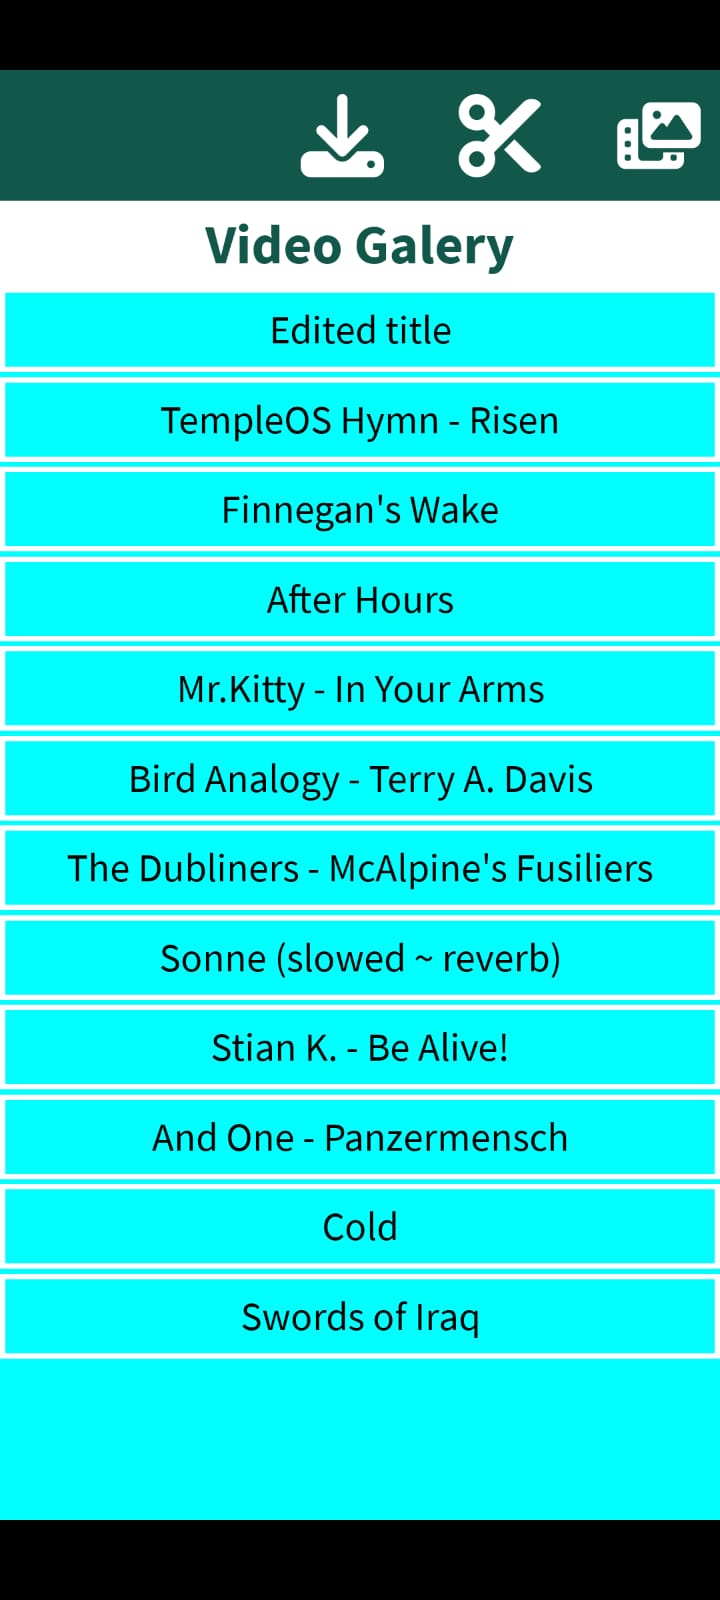 Video Galery
Edited title
TempleOS Hymn - Risen
Finnegan's Wake
After Hours
Mr.Kitty - In Your Arms
Bird Analogy - Terry A. Davis
The Dubliners - McAlpine's Fusiliers
Sonne (slowed ~ reverb)
Stian K. - Be Alive!
And One - Panzermensch
Cold
Swords of Iraq